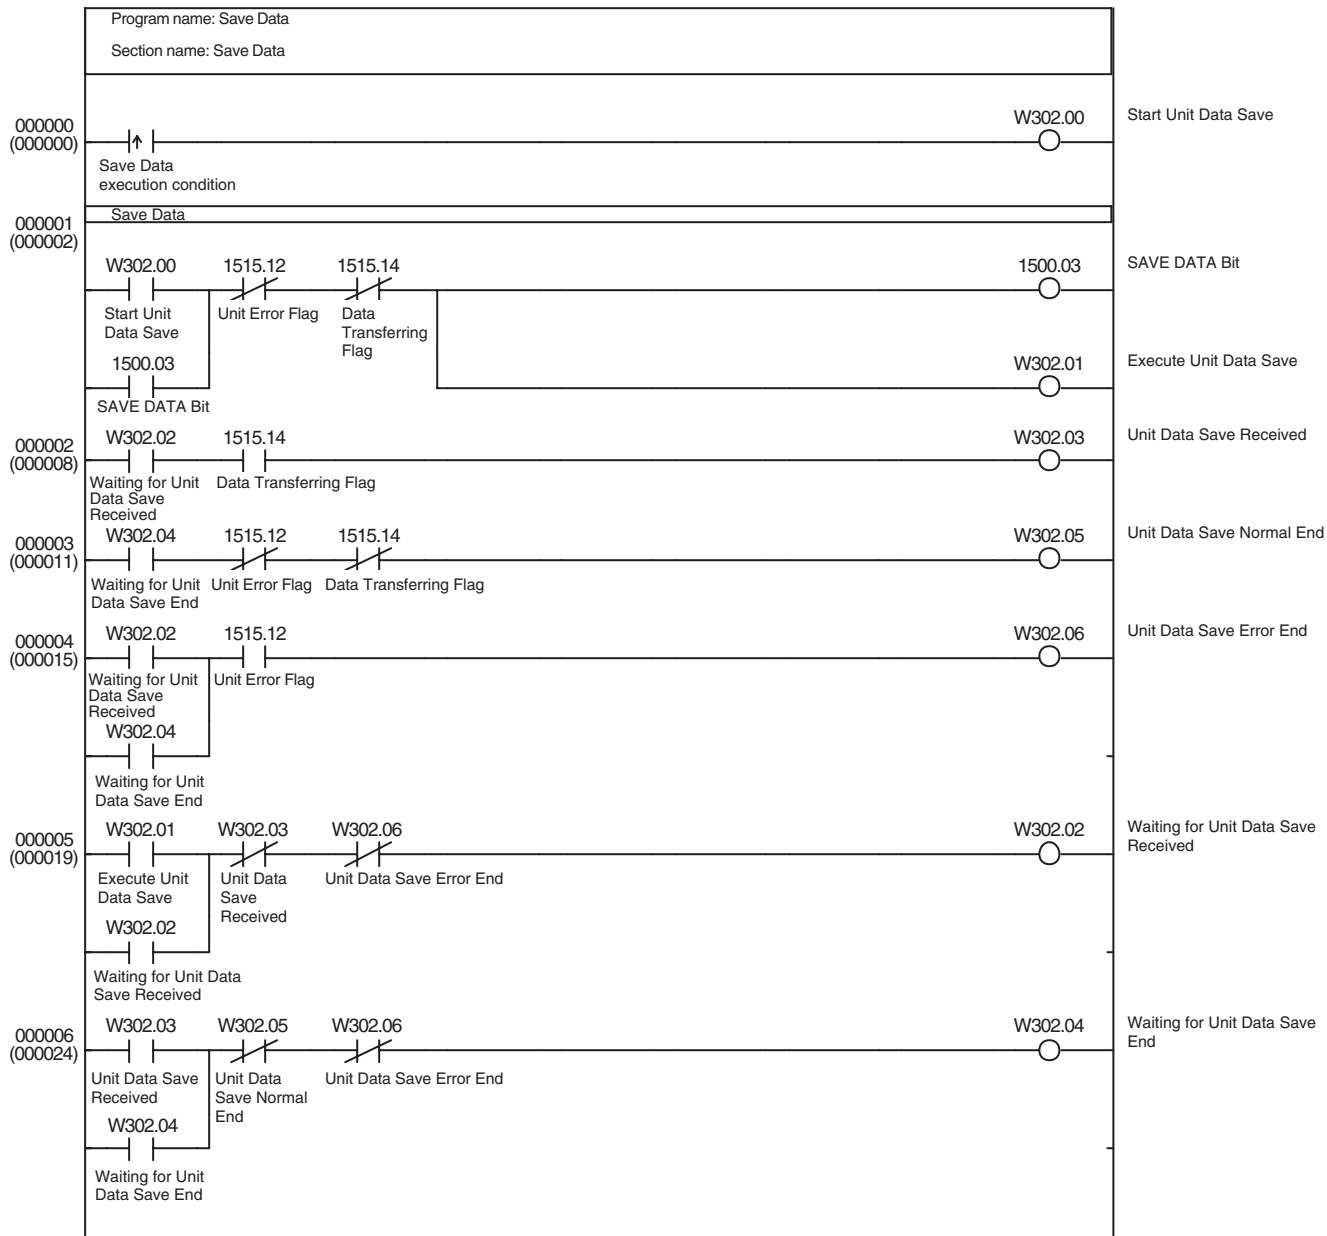 Program name: Save Data
Section name: Save Data
000000
(000000)
W302.00
Start Unit Data Save
Save Data
execution condition
000001
(000002)
Save Data
W302.00
1515.12
1515.14
1500.03
SAVE DATA Bit
Start Unit
Data Save
Unit Error Flag
Data
Transferring
Flag
1500.03
W302.01
Execute Unit Data Save
SAVE DATA Bit
000002
(000008)
W302.02
1515.14
W302.03
Unit Data Save Received
Waiting for Unit
Data Save
Received
Data Transferring Flag
000003
(000011)
W302.04
1515.12
1515.14
W302.05
Unit Data Save Normal End
Waiting for Unit
Data Save End
Unit Error Flag
Data Transferring Flag
000004
(000015)
W302.02
1515.12
W302.06
Unit Data Save Error End
Waiting for Unit
Data Save
Received
Unit Error Flag
W302.04
Waiting for Unit
Data Save End
000005
(000019)
W302.01
W302.03
W302.06
W302.02
Waiting for Unit Data Save
Received
Execute Unit
Data Save
Unit Data
Save
Received
Unit Data Save Error End
W302.02
Waiting for Unit Data
Save Received
000006
(000024)
W302.03
W302.05
W302.06
W302.04
Waiting for Unit Data Save
End
Unit Data Save
Received
Unit Data
Save Normal
End
Unit Data Save Error End
W302.04
Waiting for Unit
Data Save End